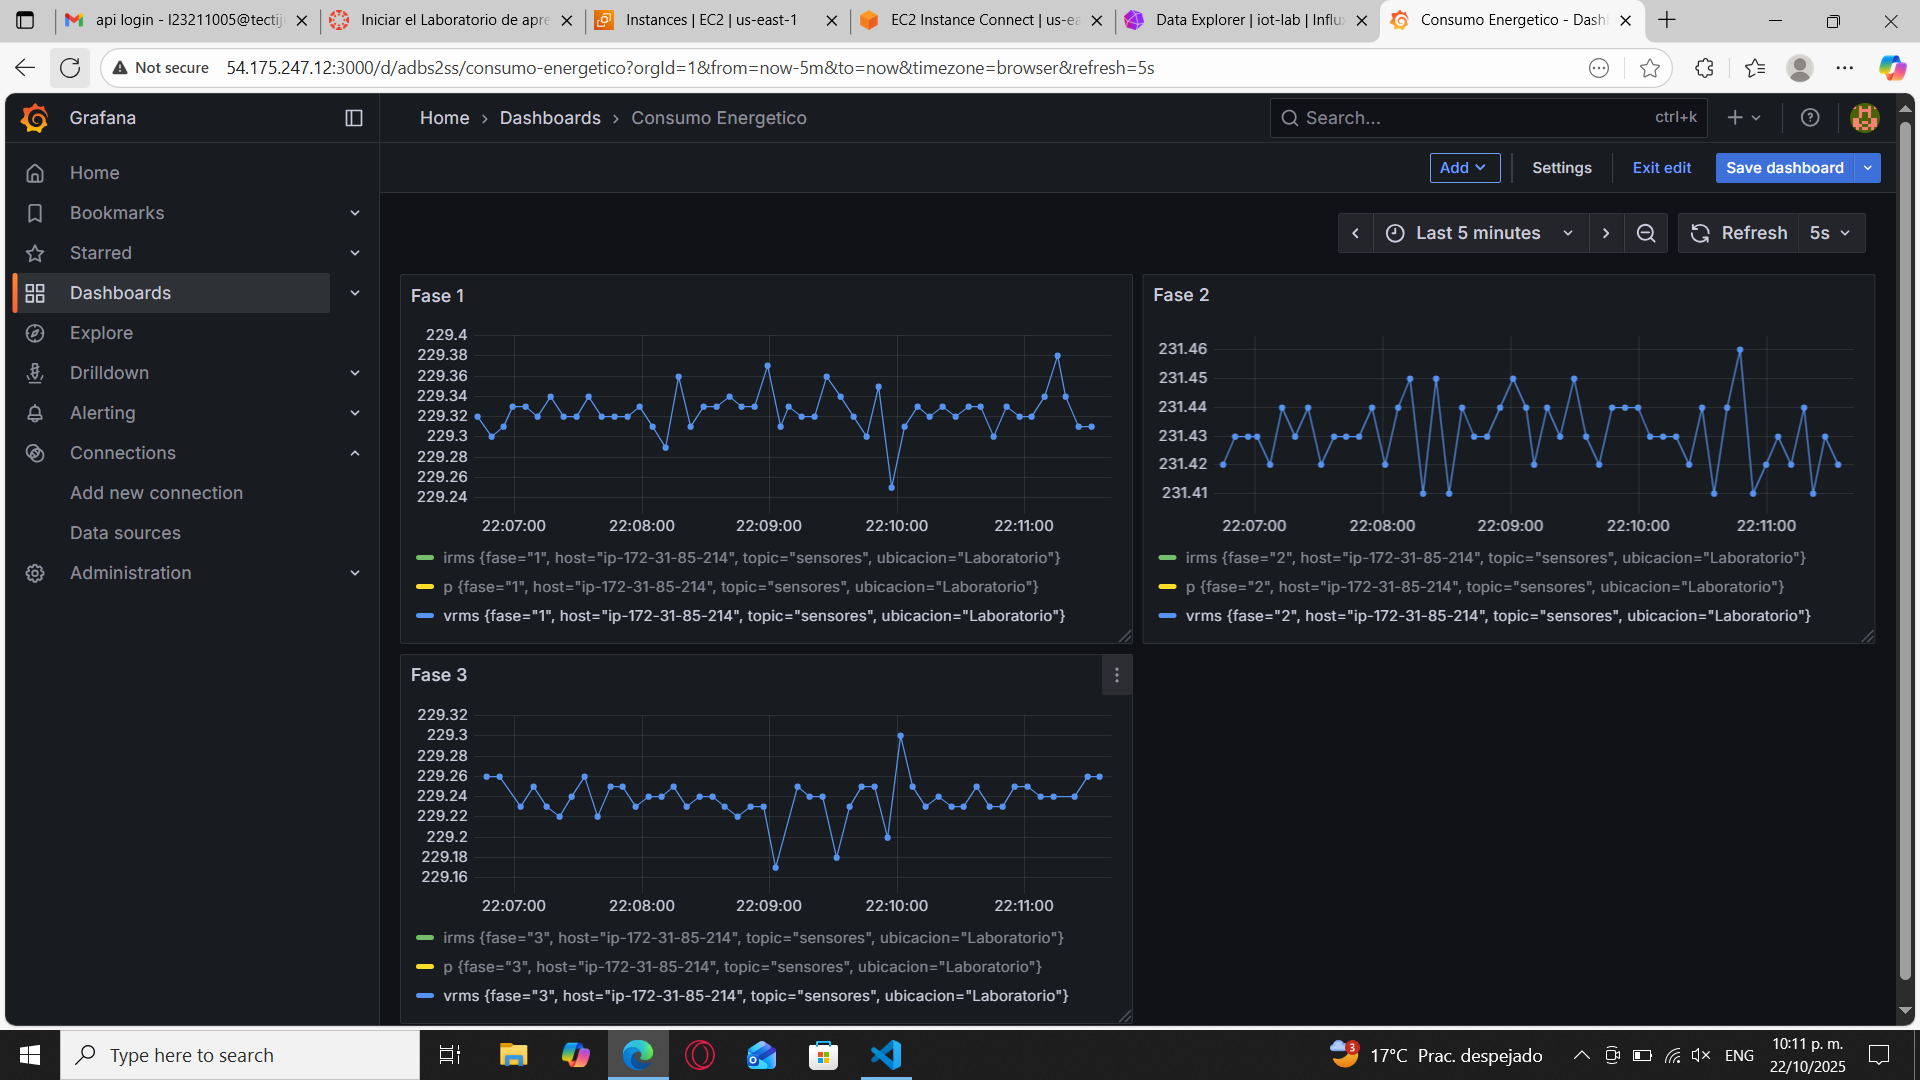 api login - l23211005@tectij
Iniciar el Laboratorio de apre
Instances | EC2 | us-east-1
EC2 Instance Connect | us-ea
Data Explorer | iot-lab | Influx
Consumo Energetico - Dash
Not secure 54.175.247.12:3000/d/adbs2ss/consumo-energetico?orgId=1&from=now-5m&to=now&timezone=browser&refresh=5s
Grafana
Home › Dashboards › Consumo Energetico
Search... ctrl+k
Add Settings Exit edit Save dashboard
Last 5 minutes Refresh 5s
Home
Bookmarks
Starred
Dashboards
Explore
Drilldown
Alerting
Connections
Add new connection
Data sources
Administration
Fase 1
229.4
229.38
229.36
229.34
229.32
229.3
229.28
229.26
229.24
22:07:00 22:08:00 22:09:00 22:10:00 22:11:00
irms {fase="1", host="ip-172-31-85-214", topic="sensores", ubicacion="Laboratorio"}
p {fase="1", host="ip-172-31-85-214", topic="sensores", ubicacion="Laboratorio"}
vrms {fase="1", host="ip-172-31-85-214", topic="sensores", ubicacion="Laboratorio"}
Fase 2
231.46
231.45
231.44
231.43
231.42
231.41
22:07:00 22:08:00 22:09:00 22:10:00 22:11:00
irms {fase="2", host="ip-172-31-85-214", topic="sensores", ubicacion="Laboratorio"}
p {fase="2", host="ip-172-31-85-214", topic="sensores", ubicacion="Laboratorio"}
vrms {fase="2", host="ip-172-31-85-214", topic="sensores", ubicacion="Laboratorio"}
Fase 3
229.32
229.3
229.28
229.26
229.24
229.22
229.2
229.18
229.16
22:07:00 22:08:00 22:09:00 22:10:00 22:11:00
irms {fase="3", host="ip-172-31-85-214", topic="sensores", ubicacion="Laboratorio"}
p {fase="3", host="ip-172-31-85-214", topic="sensores", ubicacion="Laboratorio"}
vrms {fase="3", host="ip-172-31-85-214", topic="sensores", ubicacion="Laboratorio"}
Type here to search
3
17°C Prac. despejado
ENG
10:11 p. m.
22/10/2025